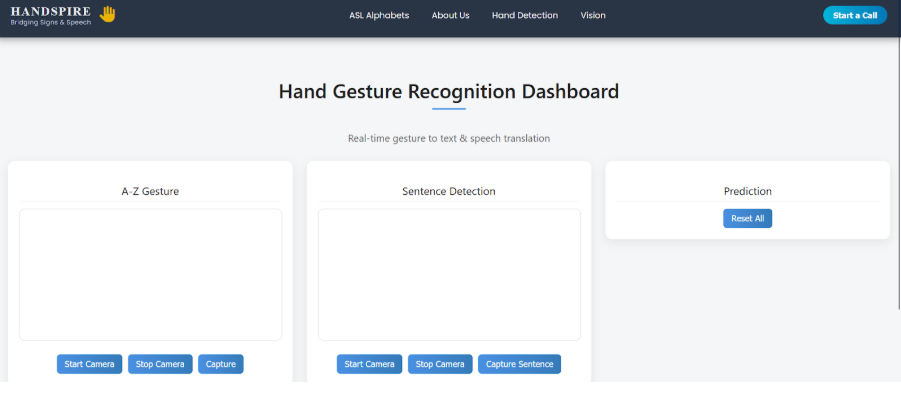 HANDSPIRE
Bridging Signs & Speech
ASL Alphabets About Us Hand Detection Vision
Start a Call
Hand Gesture Recognition Dashboard
Real-time gesture to text & speech translation
A-Z Gesture
Start Camera Stop Camera Capture
Sentence Detection
Start Camera Stop Camera Capture Sentence
Prediction
Reset All